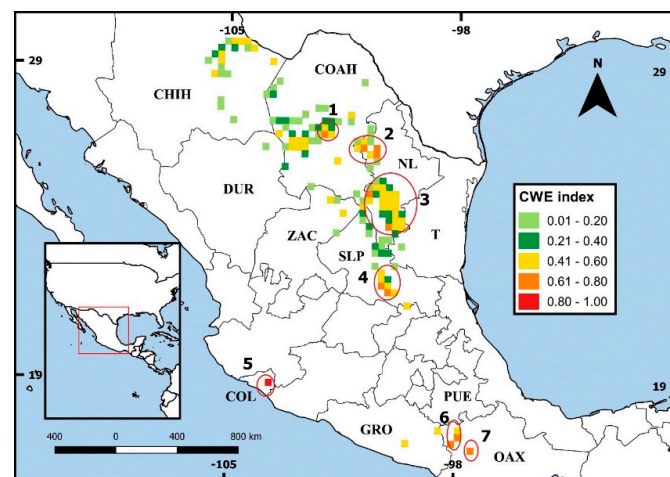 -105
-98
29
29
N
COAH
CHIH
1
2
NL
CWE index
0.01 - 0.20
0.21 - 0.40
0.41 - 0.60
0.61 - 0.80
0.80 - 1.00
DUR
3
ZAC
T
SLP
4
5
19
19
COL
PUE
6
7
GRO
OAX
400 0 400 800 km
-105
-98